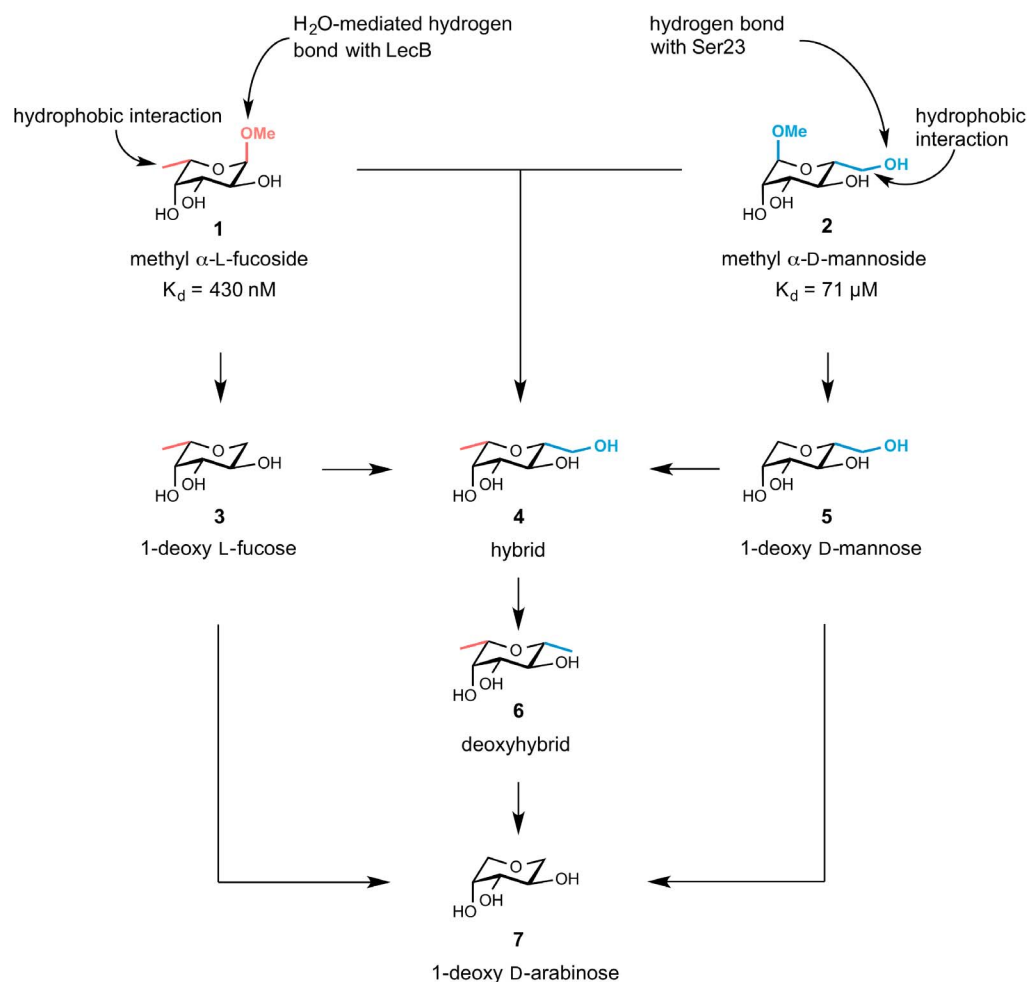 H₂O-mediated hydrogen
bond with LecB
hydrogen bond
with Ser23
hydrophobic interaction
hydrophobic
interaction
OMe
O
OH
OH
HO
1
methyl α-L-fucoside
K_d = 430 nM
OMe
O
OH
OH
OH
HO
2
methyl α-D-mannoside
K_d = 71 µM
O
OH
OH
HO
3
1-deoxy L-fucose
O
OH
OH
OH
HO
4
hybrid
O
OH
OH
OH
HO
5
1-deoxy D-mannose
O
OH
OH
HO
6
deoxyhybrid
O
OH
OH
HO
7
1-deoxy D-arabinose